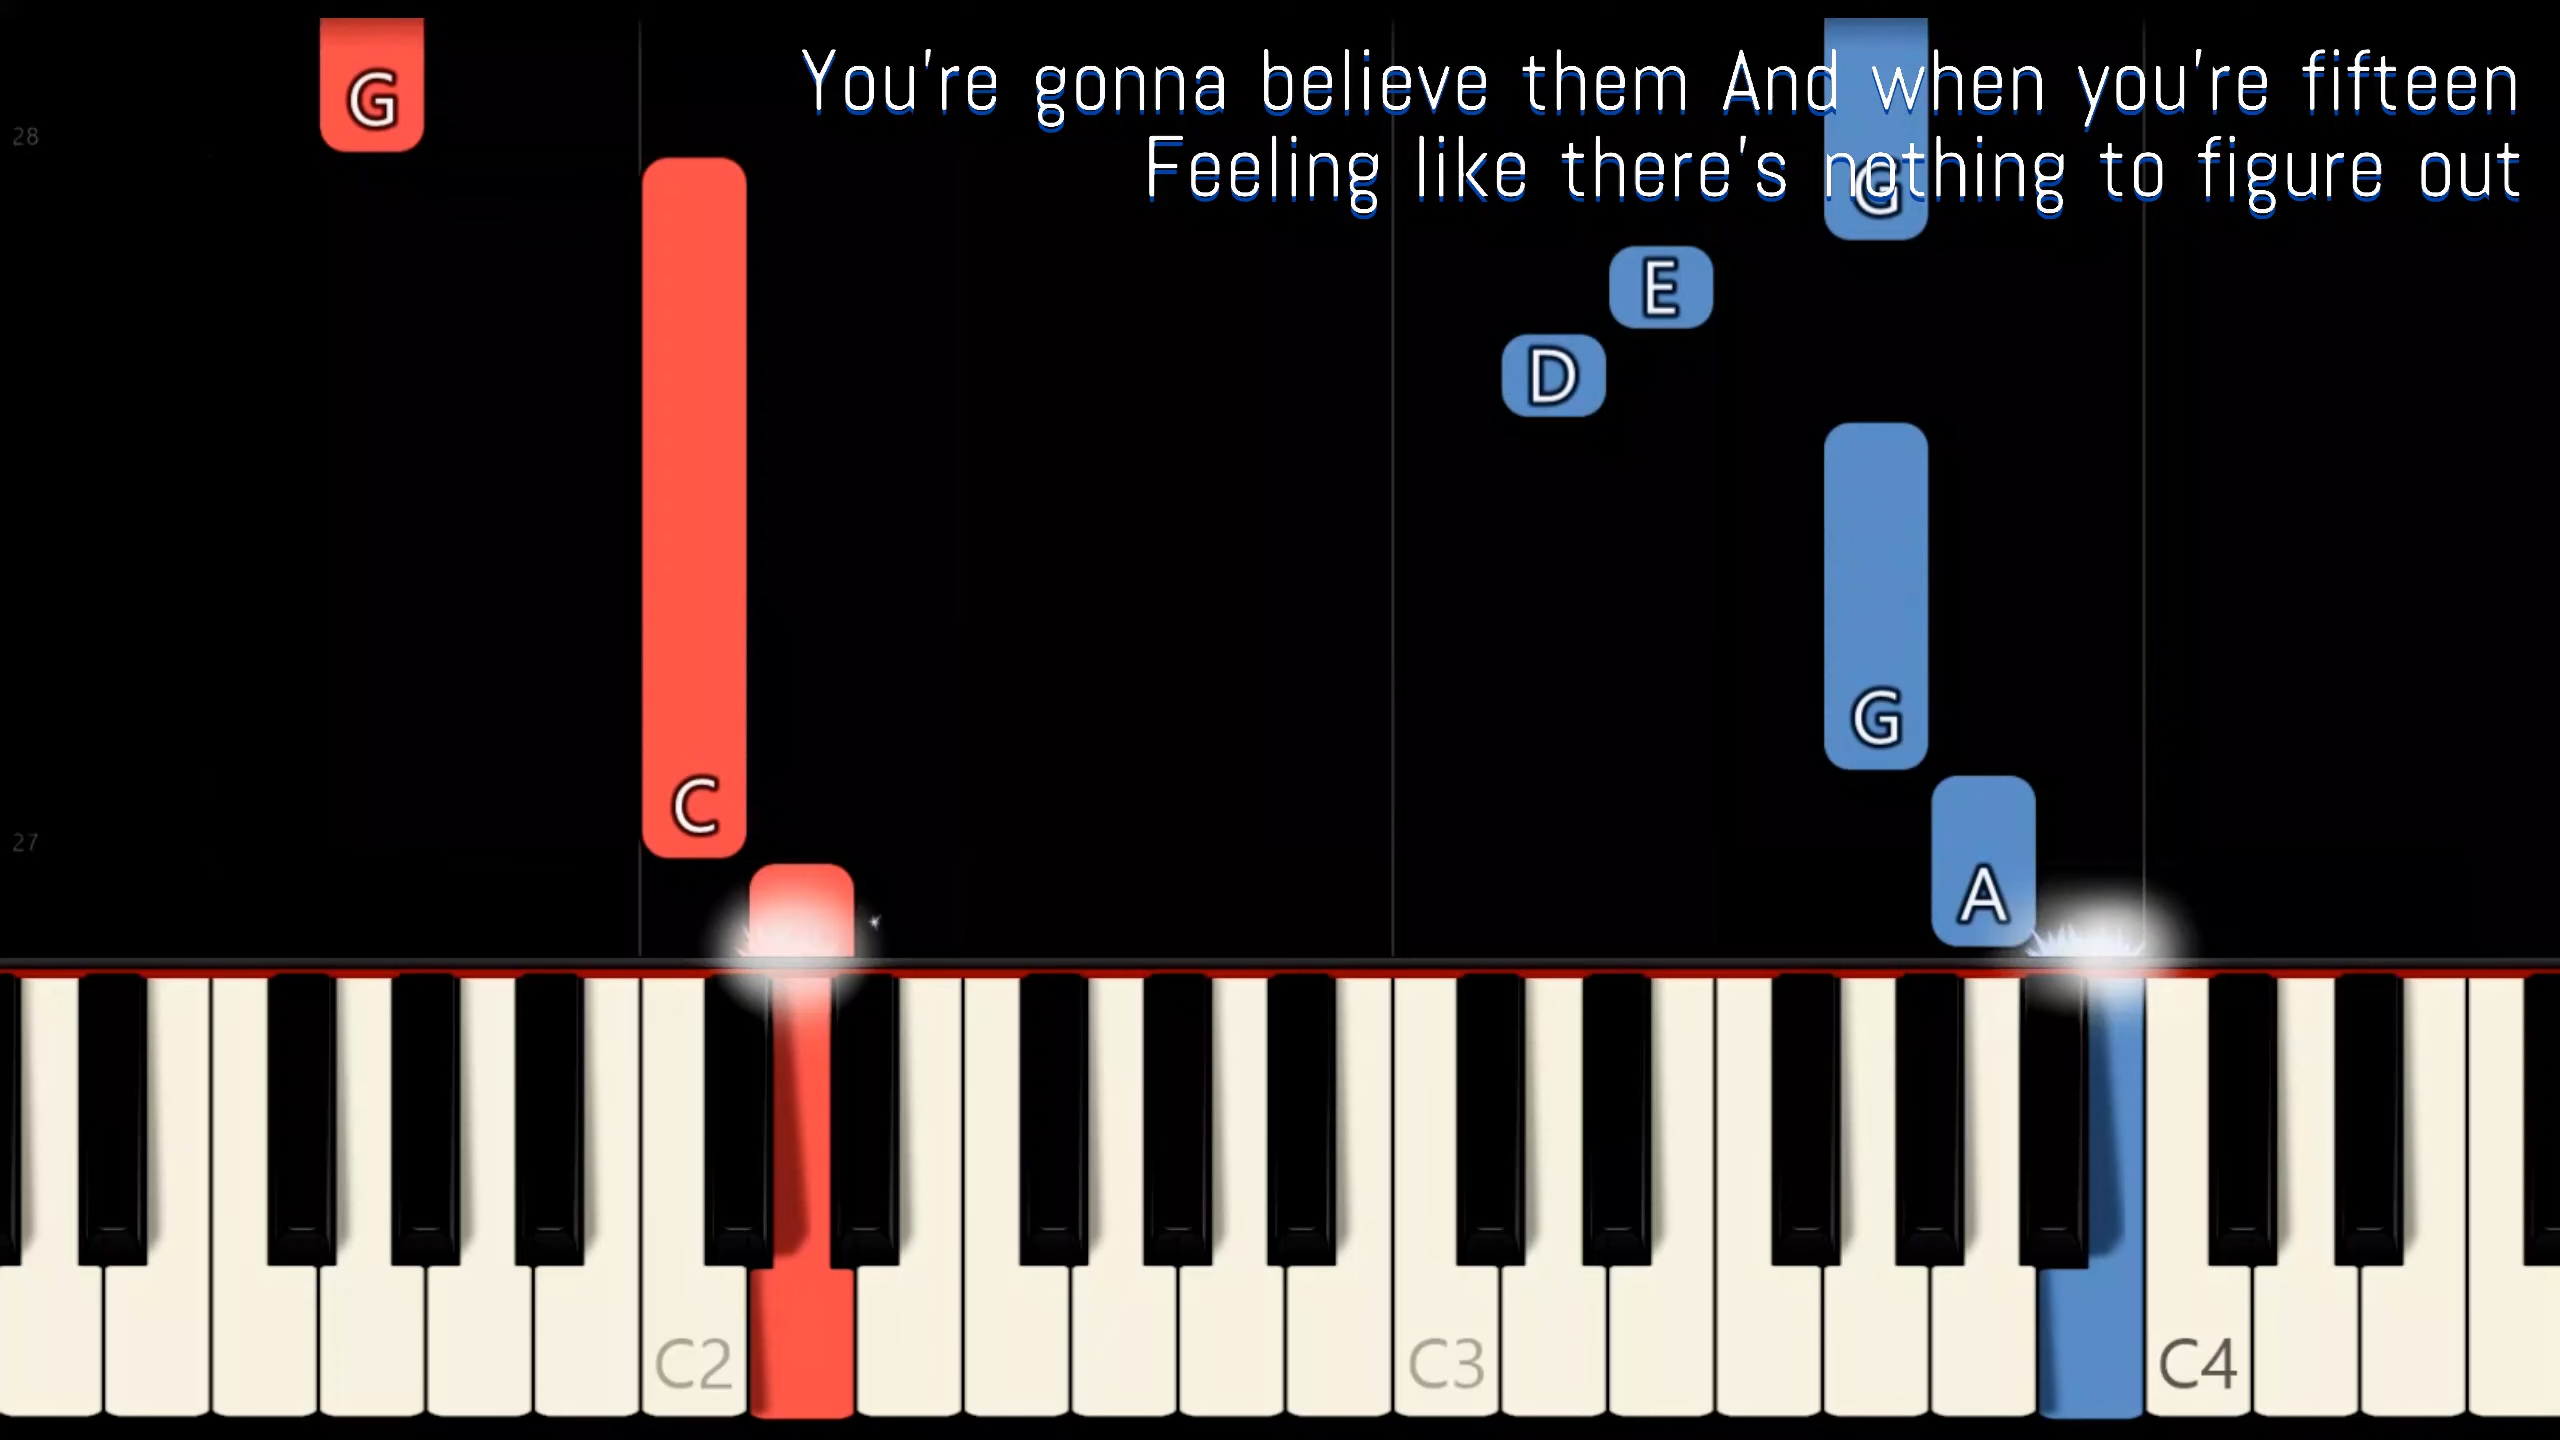 You're gonna believe them And when you're fifteen
Feeling like there's nothing to figure out
G
28
G
E
D
G
C
27
A
C2
C3
C4